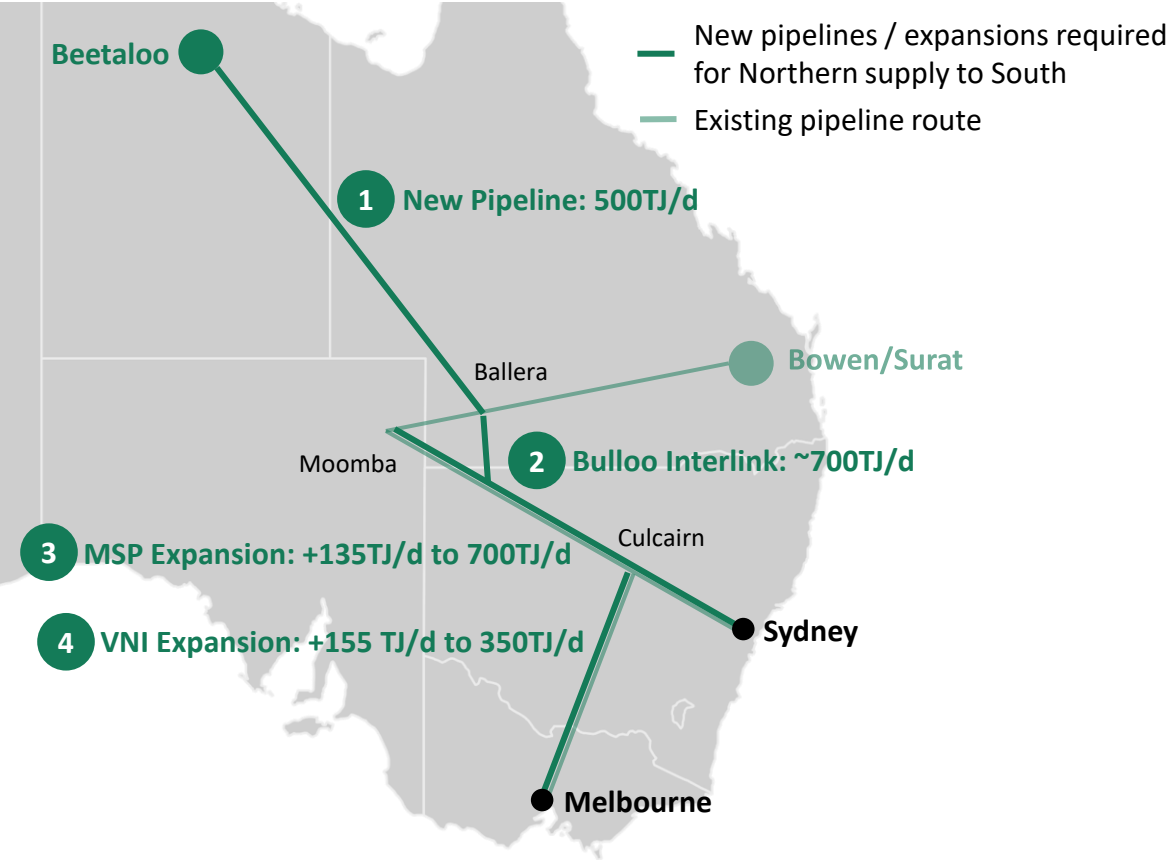 New pipelines / expansions required
for Northern supply to South
Existing pipeline route
Beetaloo
1 New Pipeline: 500TJ/d
Bowen/Surat
Ballera
Moomba
2 Bulloo Interlink: ~700TJ/d
Culcairn
3 MSP Expansion: +135TJ/d to 700TJ/d
4 VNI Expansion: +155 TJ/d to 350TJ/d
Sydney
Melbourne